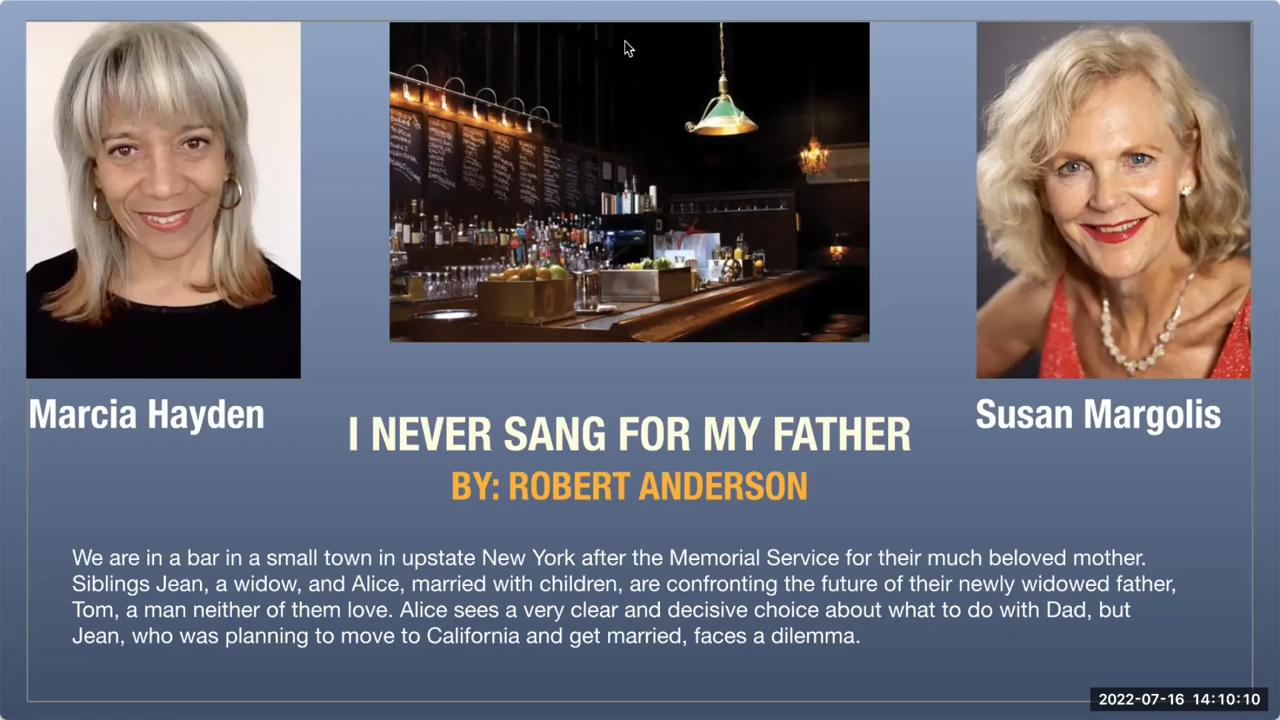 Marcia Hayden
Susan Margolis
I NEVER SANG FOR MY FATHER
BY: ROBERT ANDERSON
We are in a bar in a small town in upstate New York after the Memorial Service for their much beloved mother.
Siblings Jean, a widow, and Alice, married with children, are confronting the future of their newly widowed father,
Tom, a man neither of them love. Alice sees a very clear and decisive choice about what to do with Dad, but
Jean, who was planning to move to California and get married, faces a dilemma.
2022-07-16 14:10:10